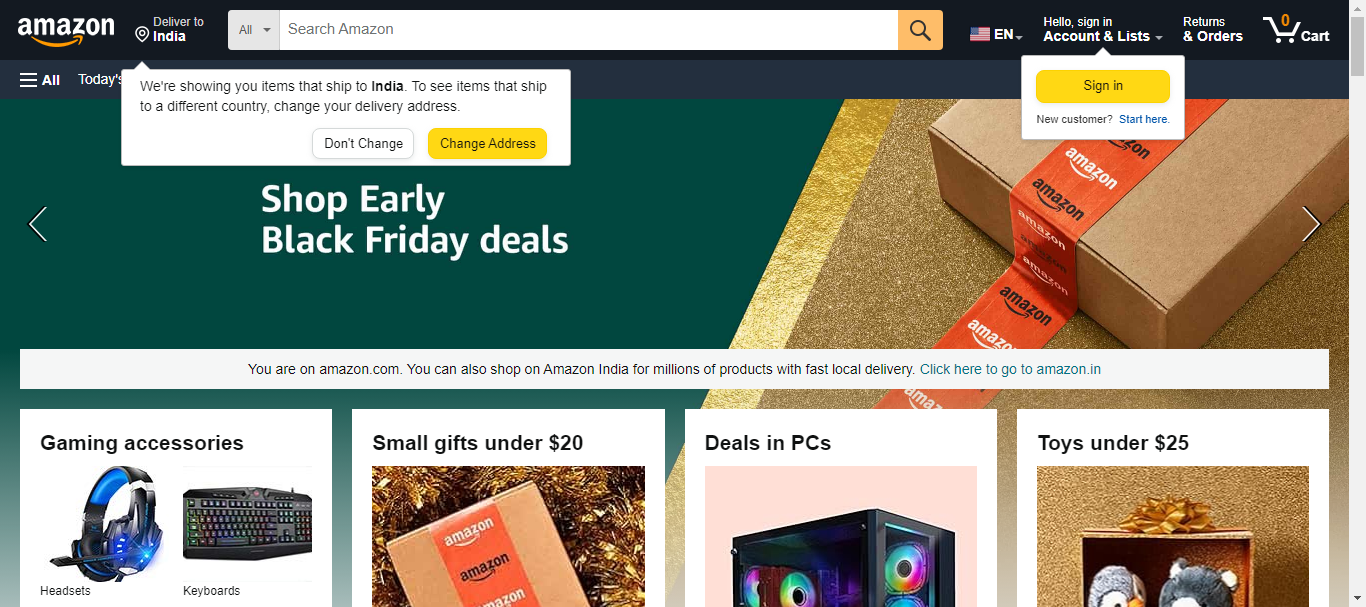 amazon
Deliver to
India
All
Search Amazon
EN
Hello, sign in
Account & Lists
Returns
& Orders
0
Cart
All
Today's
We're showing you items that ship to India. To see items that ship
to a different country, change your delivery address.
Don't Change
Change Address
Sign in
New customer? Start here.
Shop Early
Black Friday deals
amazon
amazon
amazon
amazon
amazon
amazon
amazon
You are on amazon.com. You can also shop on Amazon India for millions of products with fast local delivery. Click here to go to amazon.in
amazon
Gaming accessories
Small gifts under $20
Deals in PCs
Toys under $25
amazon
amazon
amazon
Headsets
Keyboards